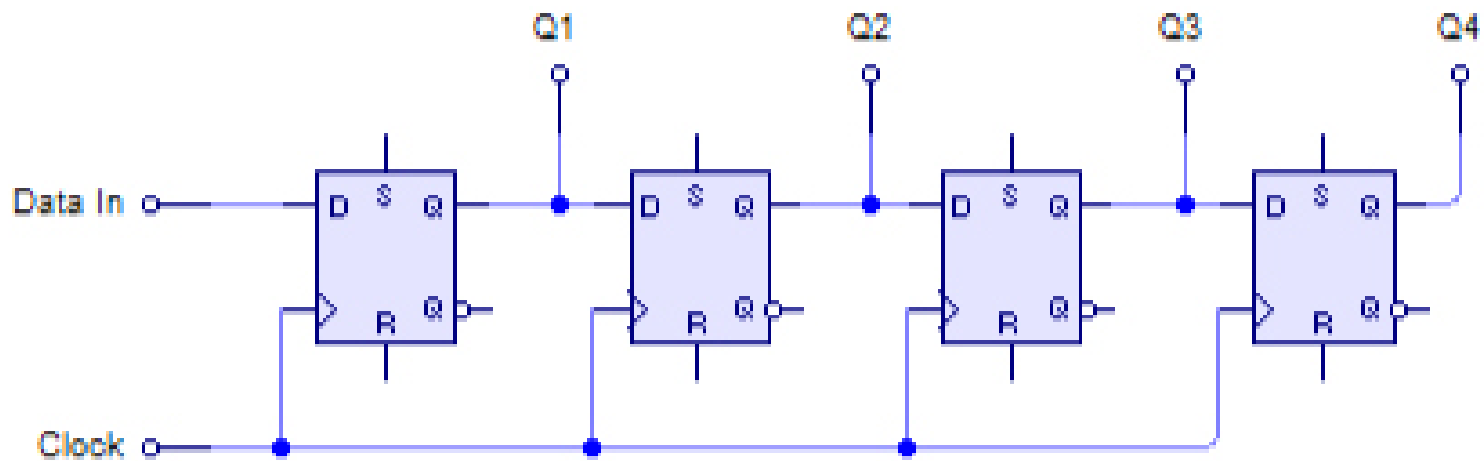 Q1 Q2 Q3 Q4
Data In D S Q D S Q D S Q D S Q
R Q R Q R Q R Q
Clock